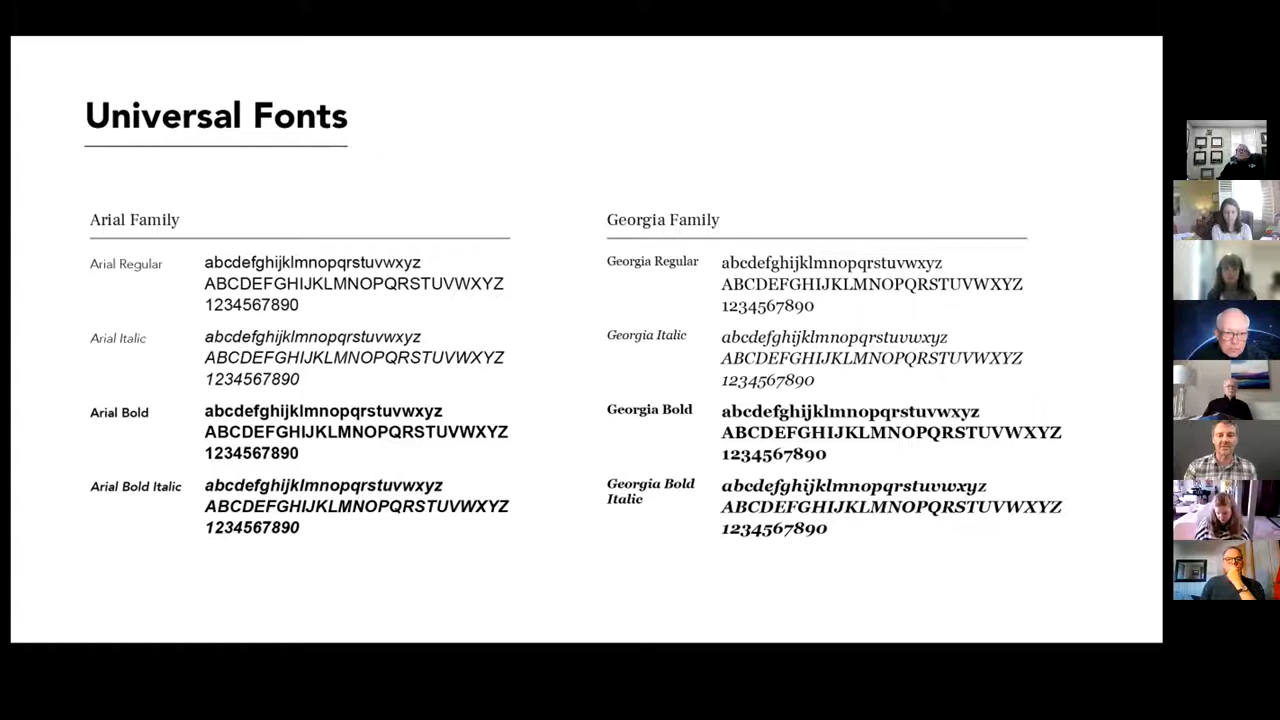 Universal Fonts
Arial Family
Arial Regular
abcdefghijklmnopqrstuvwxyz
ABCDEFGHIJKLMNOPQRSTUVWXYZ
1234567890
Arial Italic
abcdefghijklmnopqrstuvwxyz
ABCDEFGHIJKLMNOPQRSTUVWXYZ
1234567890
Arial Bold
abcdefghijklmnopqrstuvwxyz
ABCDEFGHIJKLMNOPQRSTUVWXYZ
1234567890
Arial Bold Italic
abcdefghijklmnopqrstuvwxyz
ABCDEFGHIJKLMNOPQRSTUVWXYZ
1234567890
Georgia Family
Georgia Regular
abcdefghijklmnopqrstuvwxyz
ABCDEFGHIJKLMNOPQRSTUVWXYZ
1234567890
Georgia Italic
abcdefghijklmnopqrstuvwxyz
ABCDEFGHIJKLMNOPQRSTUVWXYZ
1234567890
Georgia Bold
abcdefghijklmnopqrstuvwxyz
ABCDEFGHIJKLMNOPQRSTUVWXYZ
1234567890
Georgia Bold
Italic
abcdefghijklmnopqrstuvwxyz
ABCDEFGHIJKLMNOPQRSTUVWXYZ
1234567890